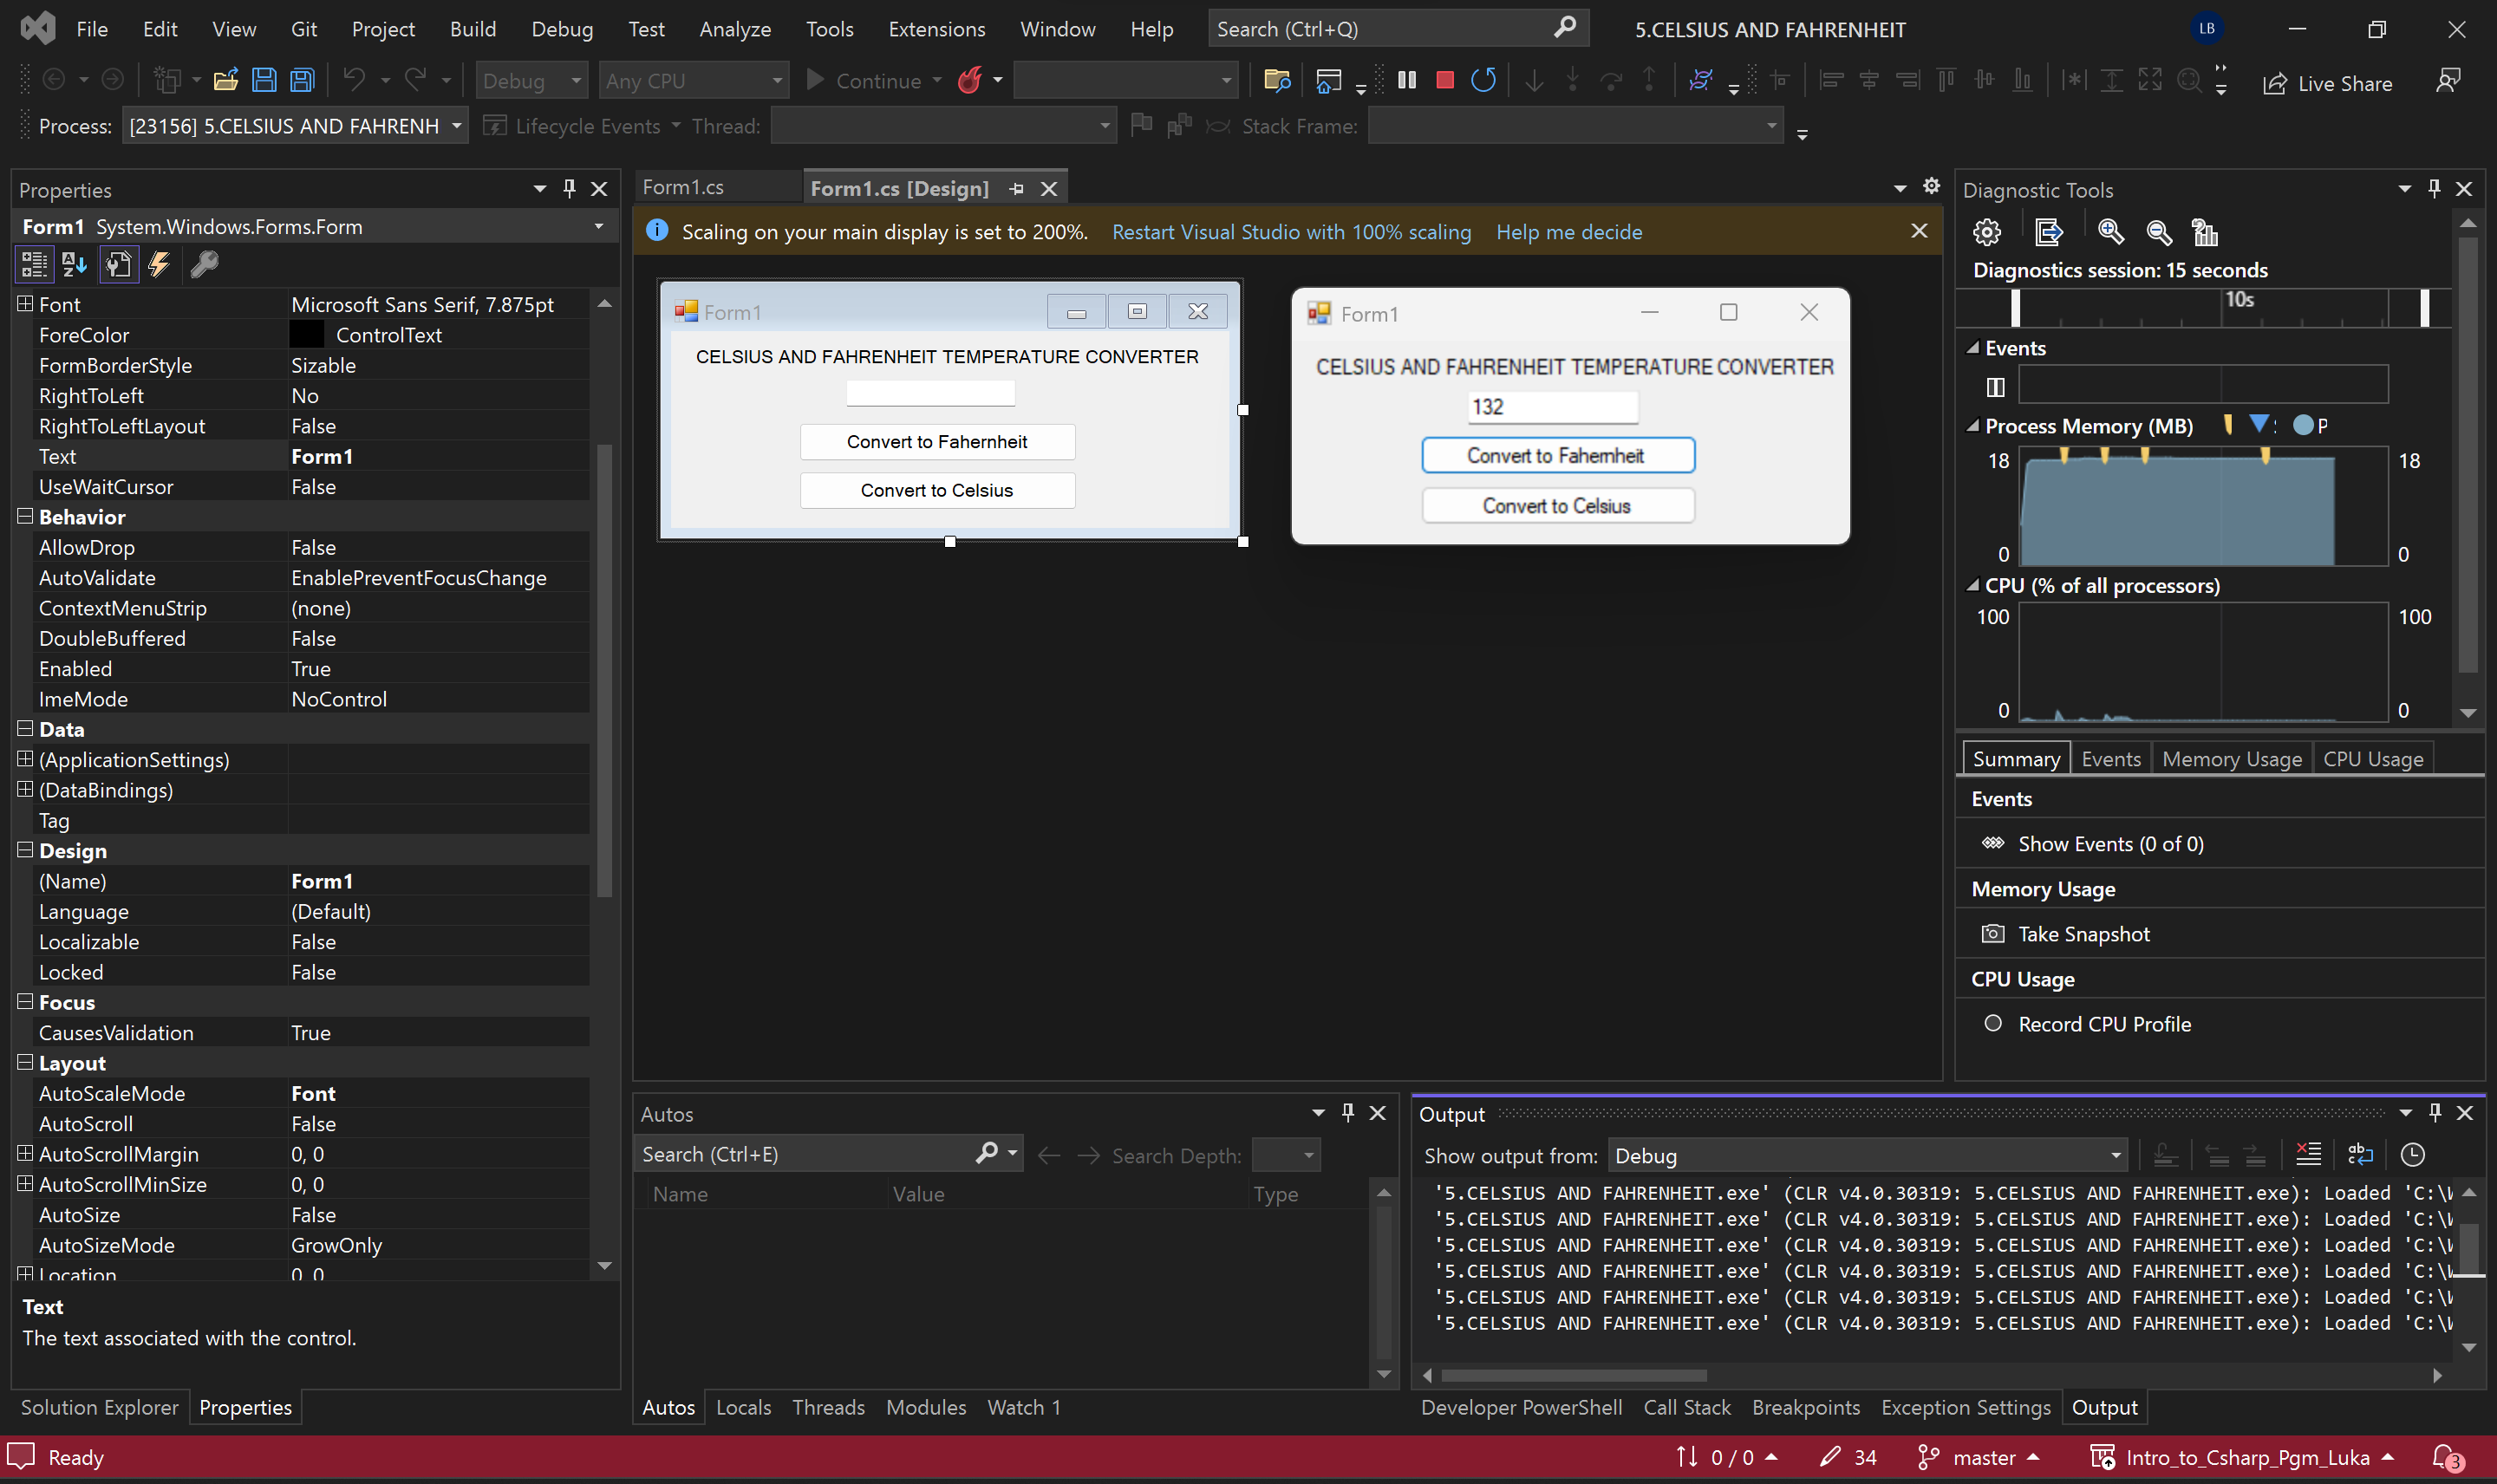 File Edit View Git Project Build Debug Test Analyze Tools Extensions Window Help Search (Ctrl+Q) 5.CELSIUS AND FAHRENHEIT LB
Debug Any CPU Continue Live Share
Process: [23156] 5.CELSIUS AND FAHRENH Lifecycle Events Thread: Stack Frame:
Properties
Form1 System.Windows.Forms.Form
Font Microsoft Sans Serif, 7.875pt
ForeColor ControlText
FormBorderStyle Sizable
RightToLeft No
RightToLeftLayout False
Text Form1
UseWaitCursor False
Behavior
AllowDrop False
AutoValidate EnablePreventFocusChange
ContextMenuStrip (none)
DoubleBuffered False
Enabled True
ImeMode NoControl
Data
(ApplicationSettings)
(DataBindings)
Tag
Design
(Name) Form1
Language (Default)
Localizable False
Locked False
Focus
CausesValidation True
Layout
AutoScaleMode Font
AutoScroll False
AutoScrollMargin 0, 0
AutoScrollMinSize 0, 0
AutoSize False
AutoSizeMode GrowOnly
Location 0, 0
Text
The text associated with the control.
Solution Explorer Properties
Form1.cs Form1.cs [Design]
Scaling on your main display is set to 200%. Restart Visual Studio with 100% scaling Help me decide
Form1
CELSIUS AND FAHRENHEIT TEMPERATURE CONVERTER
Convert to Fahernheit
Convert to Celsius
Form1
CELSIUS AND FAHRENHEIT TEMPERATURE CONVERTER
132
Convert to Fahernheit
Convert to Celsius
Diagnostic Tools
Diagnostics session: 15 seconds
10s
Events
Process Memory (MB) P
18 18
0 0
CPU (% of all processors)
100 100
0 0
Summary Events Memory Usage CPU Usage
Events
Show Events (0 of 0)
Memory Usage
Take Snapshot
CPU Usage
Record CPU Profile
Autos
Search (Ctrl+E) Search Depth:
Name Value Type
Autos Locals Threads Modules Watch 1
Output
Show output from: Debug
'5.CELSIUS AND FAHRENHEIT.exe' (CLR v4.0.30319: 5.CELSIUS AND FAHRENHEIT.exe): Loaded 'C:\
'5.CELSIUS AND FAHRENHEIT.exe' (CLR v4.0.30319: 5.CELSIUS AND FAHRENHEIT.exe): Loaded 'C:\
'5.CELSIUS AND FAHRENHEIT.exe' (CLR v4.0.30319: 5.CELSIUS AND FAHRENHEIT.exe): Loaded 'C:\
'5.CELSIUS AND FAHRENHEIT.exe' (CLR v4.0.30319: 5.CELSIUS AND FAHRENHEIT.exe): Loaded 'C:\
'5.CELSIUS AND FAHRENHEIT.exe' (CLR v4.0.30319: 5.CELSIUS AND FAHRENHEIT.exe): Loaded 'C:\
'5.CELSIUS AND FAHRENHEIT.exe' (CLR v4.0.30319: 5.CELSIUS AND FAHRENHEIT.exe): Loaded 'C:\
Developer PowerShell Call Stack Breakpoints Exception Settings Output
Ready 0 / 0 34 master Intro_to_Csharp_Pgm_Luka 3